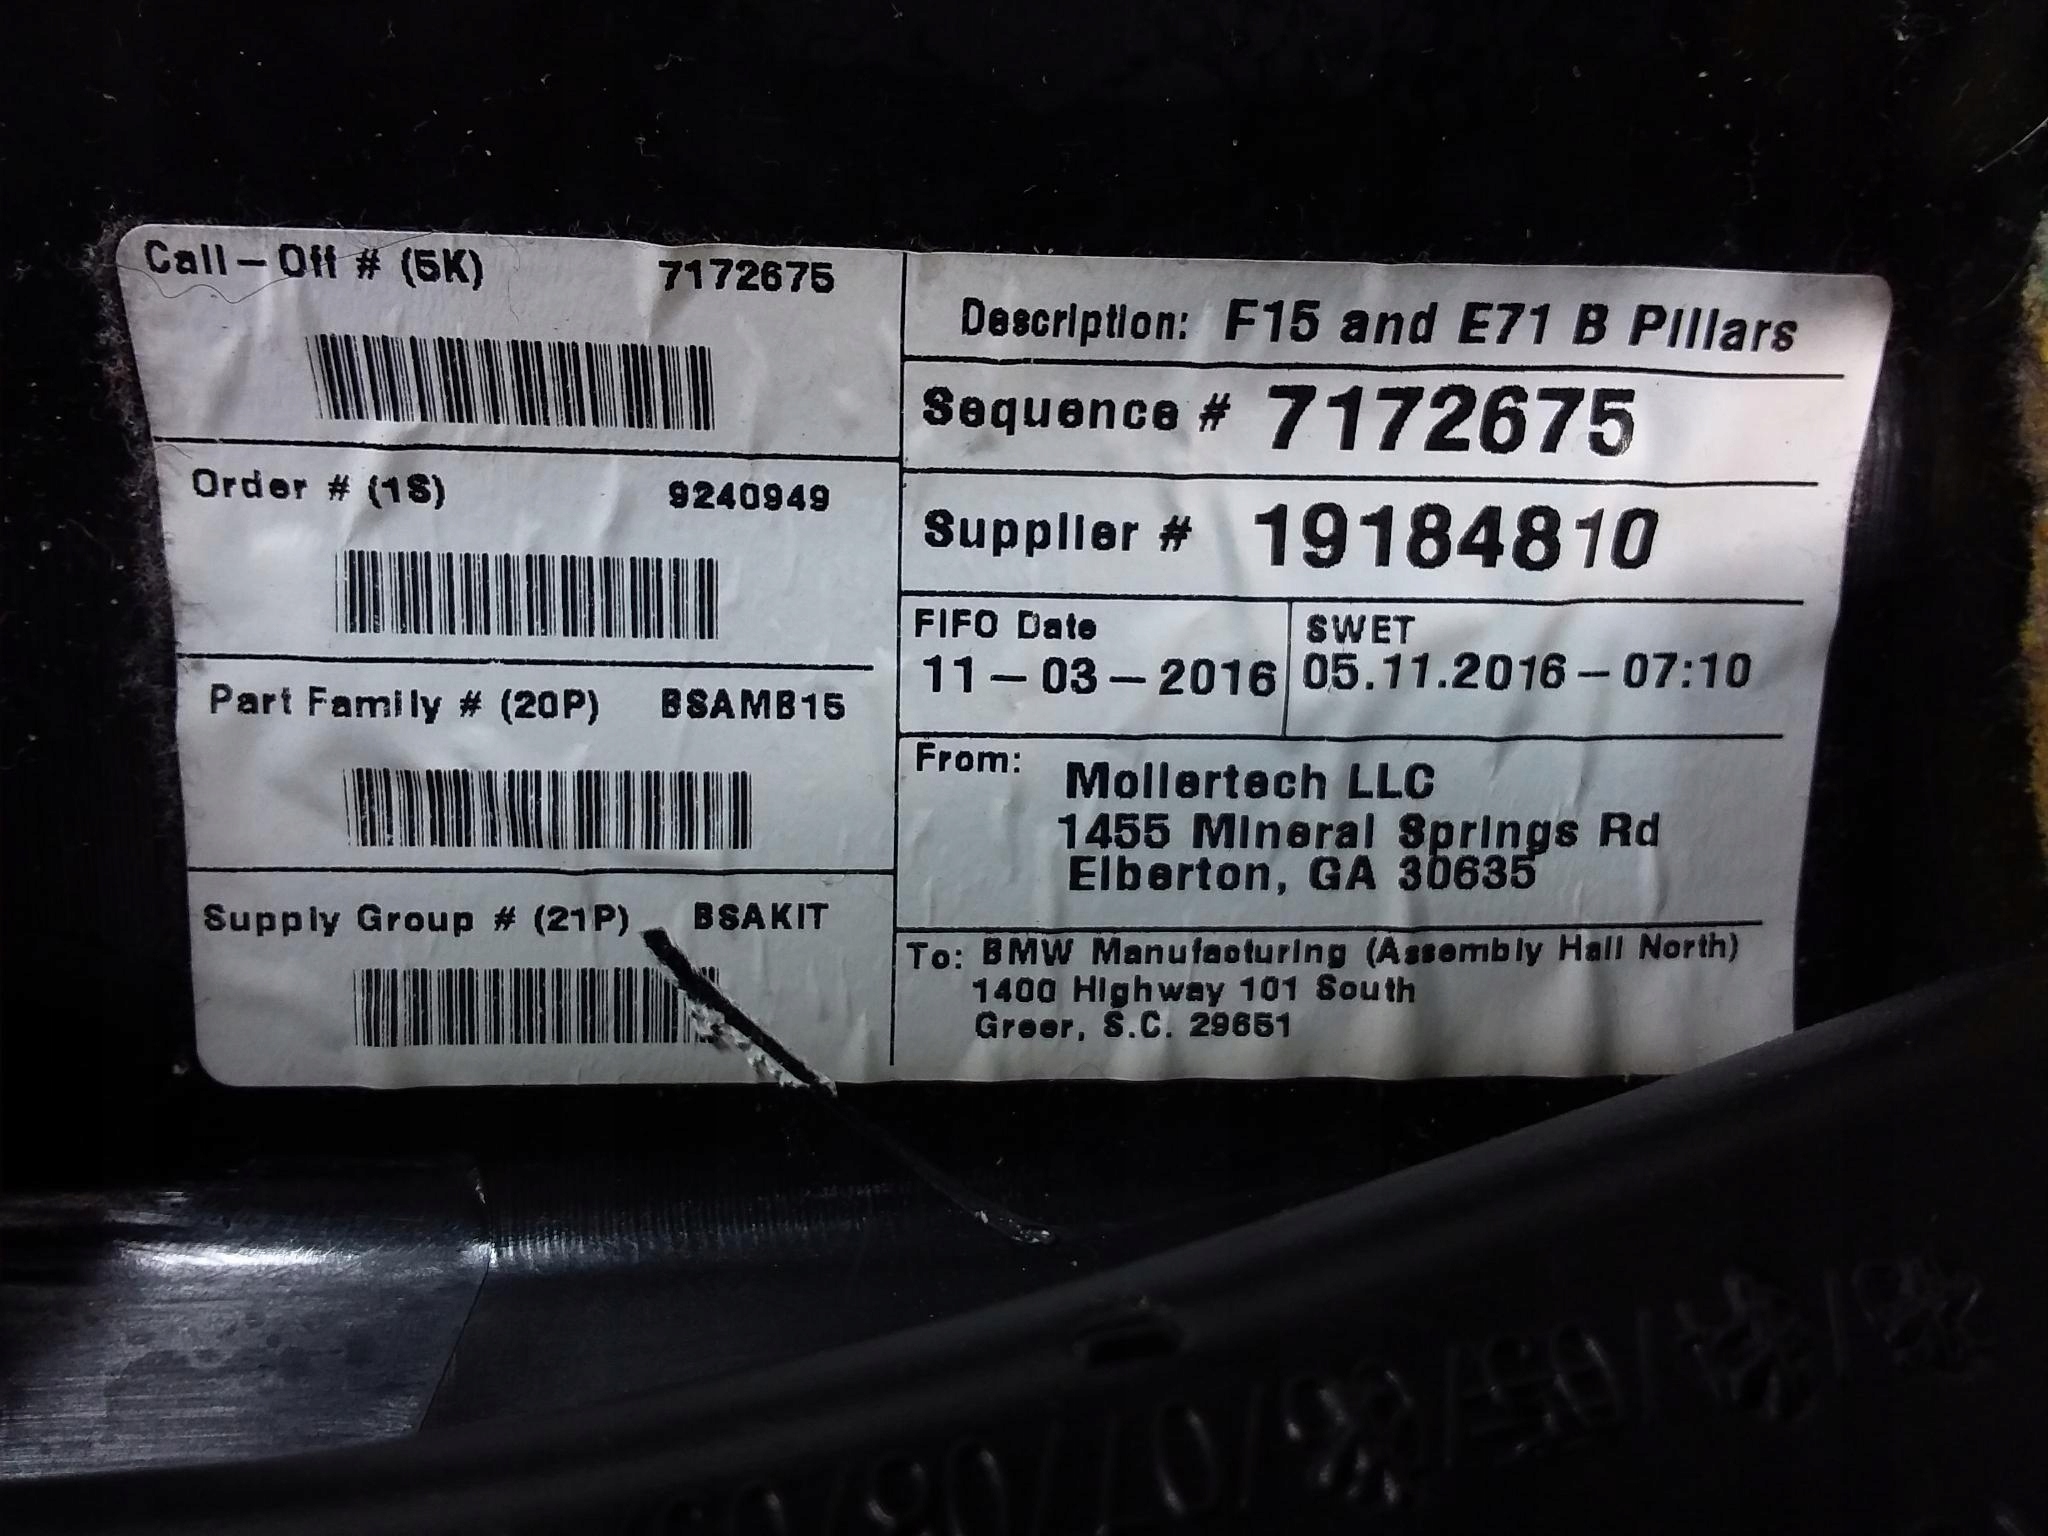 Call-Off # (5K) 7172675
Order # (1S) 9240949
Part Family # (20P) BSAMB15
Supply Group # (21P) BSAKIT
Description: F15 and E71 B Pillars
Sequence # 7172675
Supplier # 19184810
FIFO Date
11-03-2016
SWET
05.11.2016-07:10
From: Mollertech LLC
1455 Mineral Springs Rd
Elberton, GA 30635
To: BMW Manufacturing (Assembly Hall North)
1400 Highway 101 South
Greer, S.C. 29651